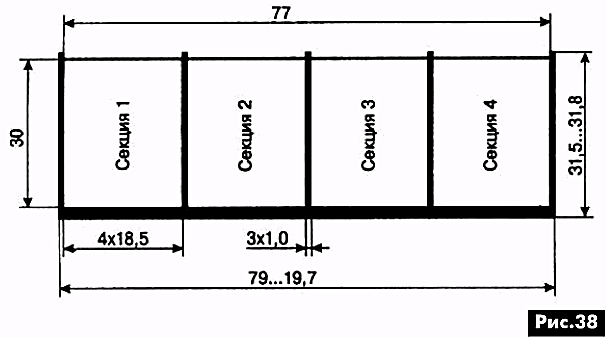 77
30
Секция 1
Секция 2
Секция 3
Секция 4
31,5...31,8
4x18,5
3x1,0
79...19,7
Рис.38